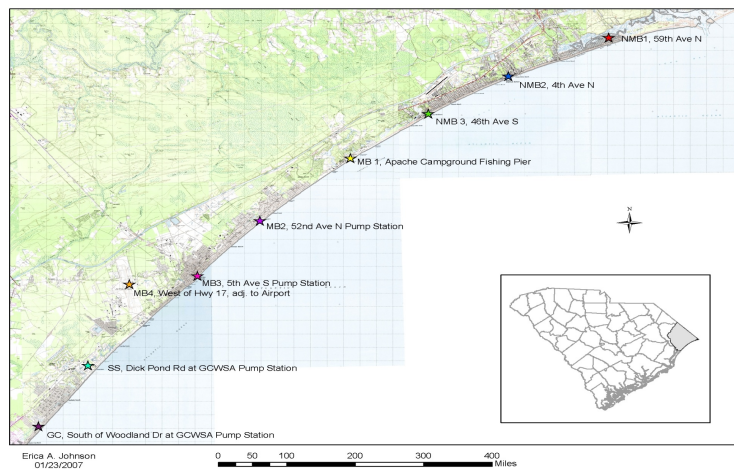 NMB1, 59th Ave N
NMB2, 4th Ave N
NMB 3, 46th Ave S
MB 1, Apache Campground Fishing Pier
N
MB2, 52nd Ave N Pump Station
MB3, 5th Ave S Pump Station
MB4, West of Hwy 17, adj. to Airport
SS, Dick Pond Rd at GCWSA Pump Station
GC, South of Woodland Dr at GCWSA Pump Station
Erica A. Johnson
01/23/2007
0 50 100 200 300 400
Miles